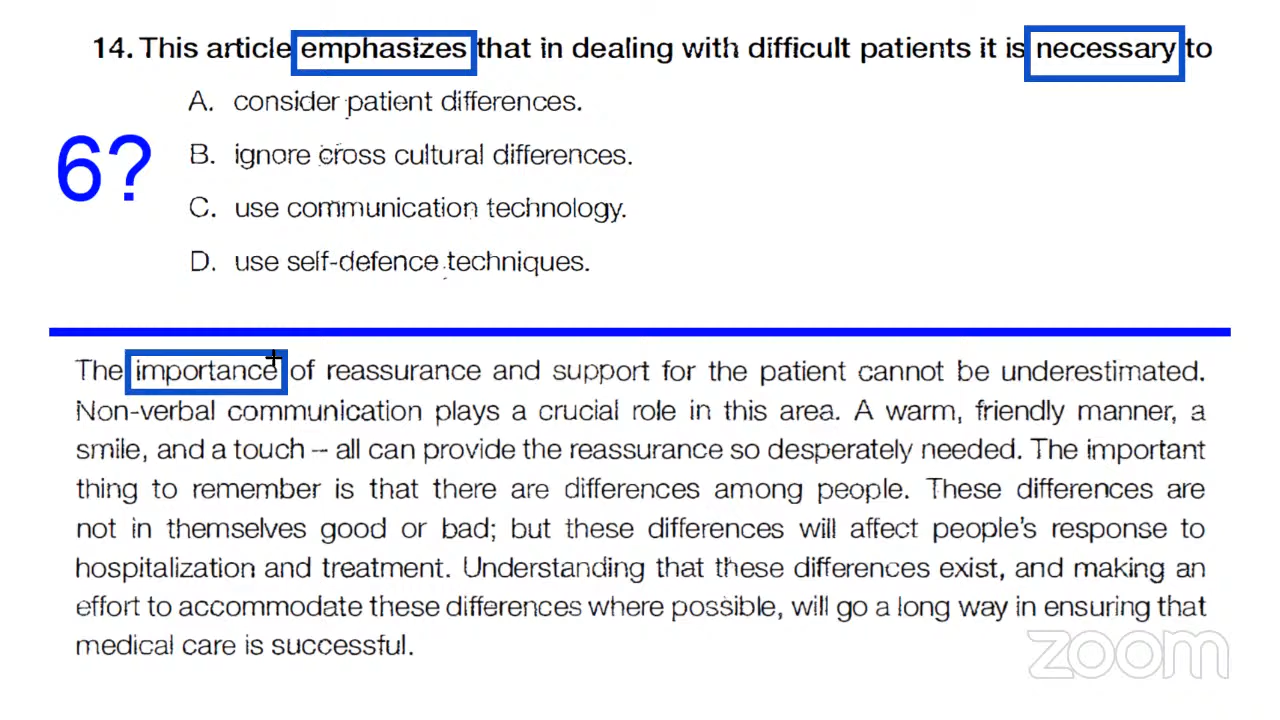 14. This article emphasizes that in dealing with difficult patients it is necessary to
A. consider patient differences.
6?
B. ignore cross cultural differences.
C. use communication technology.
D. use self-defence techniques.
The importance of reassurance and support for the patient cannot be underestimated.
Non-verbal communication plays a crucial role in this area. A warm, friendly manner, a
smile, and a touch – all can provide the reassurance so desperately needed. The important
thing to remember is that there are differences among people. These differences are
not in themselves good or bad; but these differences will affect people's response to
hospitalization and treatment. Understanding that these differences exist, and making an
effort to accommodate these differences where possible, will go a long way in ensuring that
medical care is successful.
zoom